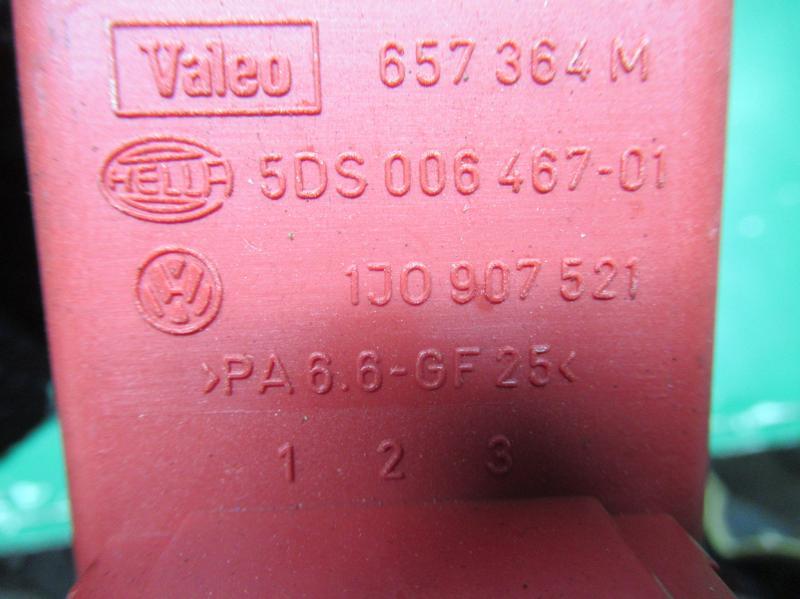 Valeo 657 364 M
HELLA 5DS 006 467-01
VW 1J0 907 521
>PA 6.6-GF 25<
1 2 3